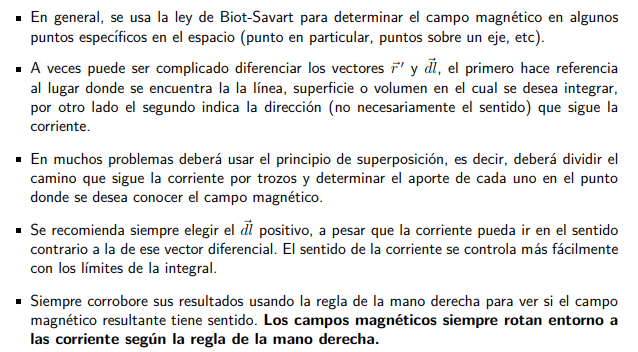 ▪ En general, se usa la ley de Biot-Savart para determinar el campo magnético en algunos
puntos específicos en el espacio (punto en particular, puntos sobre un eje, etc).
▪ A veces puede ser complicado diferenciar los vectores r⃗ ′ y d⃗l, el primero hace referencia
al lugar donde se encuentra la la línea, superficie o volumen en el cual se desea integrar,
por otro lado el segundo indica la dirección (no necesariamente el sentido) que sigue la
corriente.
▪ En muchos problemas deberá usar el principio de superposición, es decir, deberá dividir el
camino que sigue la corriente por trozos y determinar el aporte de cada uno en el punto
donde se desea conocer el campo magnético.
▪ Se recomienda siempre elegir el d⃗l positivo, a pesar que la corriente pueda ir en el sentido
contrario a la de ese vector diferencial. El sentido de la corriente se controla más fácilmente
con los límites de la integral.
▪ Siempre corrobore sus resultados usando la regla de la mano derecha para ver si el campo
magnético resultante tiene sentido. Los campos magnéticos siempre rotan entorno a
las corriente según la regla de la mano derecha.